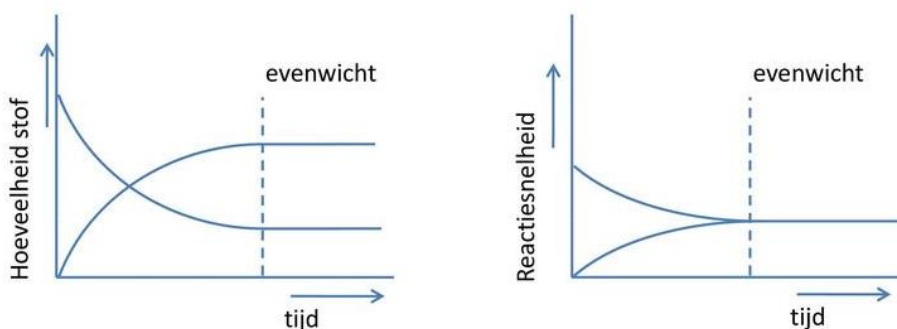 Hoeveelheid stof
evenwicht
tijd
Reactiesnelheid
evenwicht
tijd